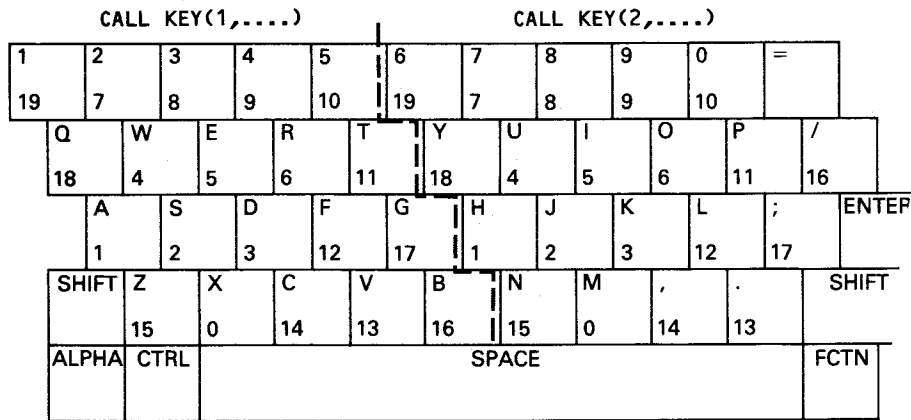 CALL KEY(1,....) CALL KEY(2,....)
1 2 3 4 5 6 7 8 9 0 =
19 7 8 9 10 19 7 8 9 10
Q W E R T Y U I O P /
18 4 5 6 11 18 4 5 6 11 16
A S D F G H J K L ; ENTER
1 2 3 12 17 1 2 3 12 17
SHIFT Z X C V B N M , . SHIFT
15 0 14 13 16 15 0 14 13
ALPHA CTRL SPACE FCTN